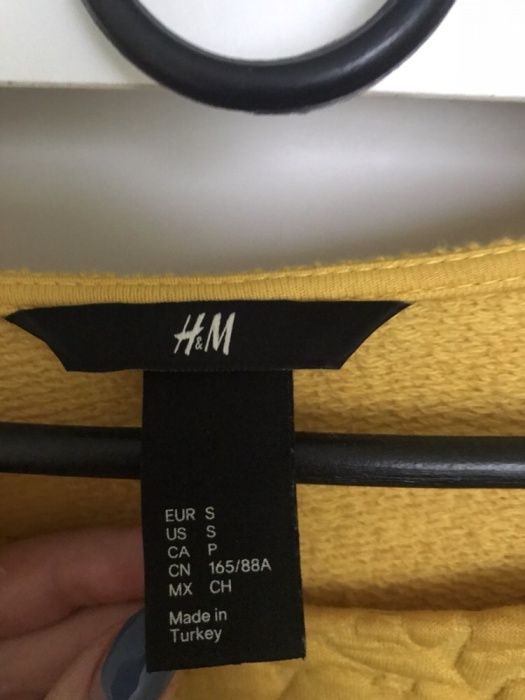 H&M
EUR S
US S
CA P
CN 165/88A
MX CH
Made in
Turkey